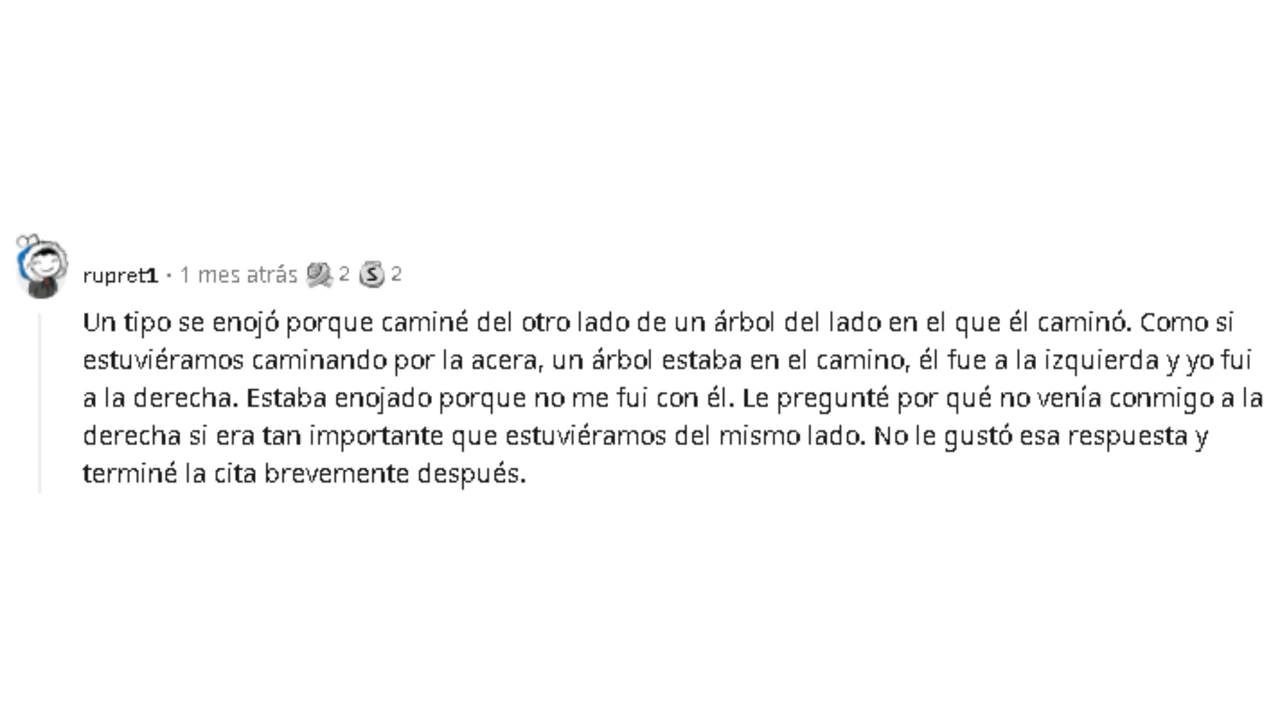 rupret1 · 1 mes atrás 2 S 2
Un tipo se enojó porque caminé del otro lado de un árbol del lado en el que él caminó. Como si
estuviéramos caminando por la acera, un árbol estaba en el camino, él fue a la izquierda y yo fui
a la derecha. Estaba enojado porque no me fui con él. Le pregunté por qué no venía conmigo a la
derecha si era tan importante que estuviéramos del mismo lado. No le gustó esa respuesta y
terminé la cita brevemente después.